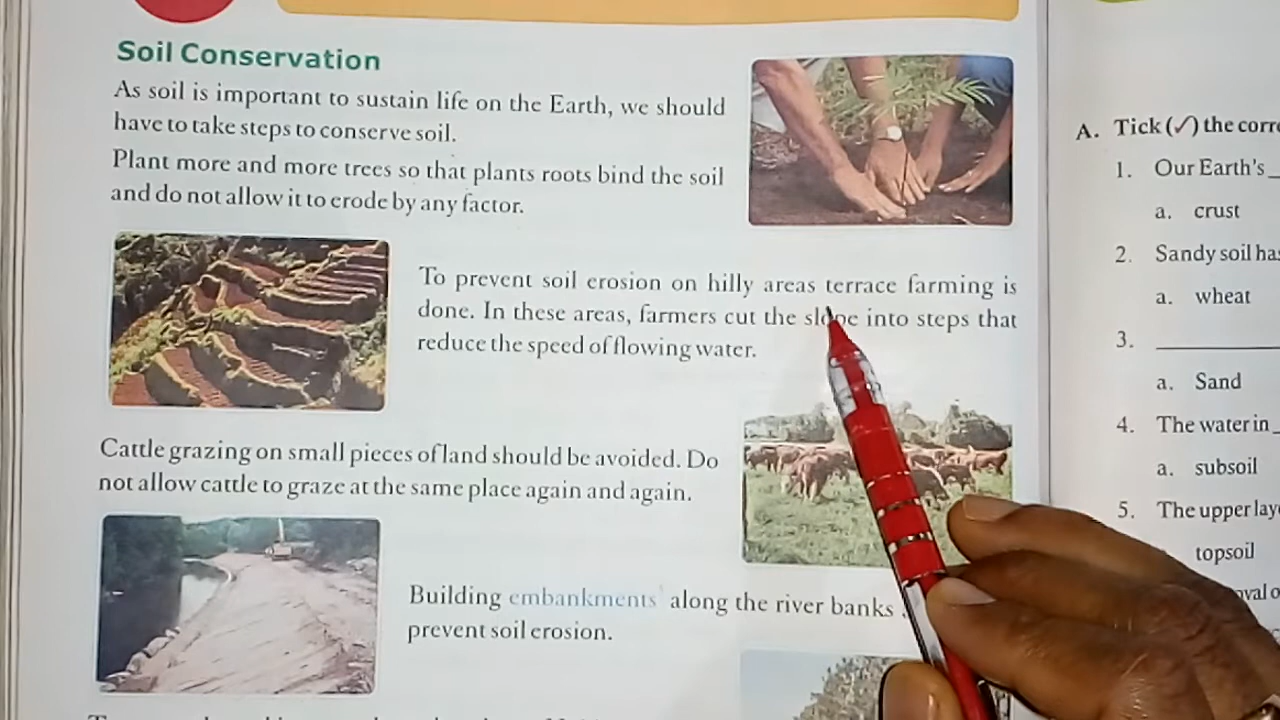 Soil Conservation
As soil is important to sustain life on the Earth, we should
have to take steps to conserve soil.
Plant more and more trees so that plants roots bind the soil
and do not allow it to erode by any factor.
To prevent soil erosion on hilly areas terrace farming is
done. In these areas, farmers cut the slope into steps that
reduce the speed of flowing water.
Cattle grazing on small pieces of land should be avoided. Do
not allow cattle to graze at the same place again and again.
Building embankments along the river banks
prevent soil erosion.
A. Tick (✓) the
1. Our Earth's
a. crust
2. Sandy soil
a. wheat
3.
a. Sand
4. The water in
a. subsoil
5. The upper
topsoil